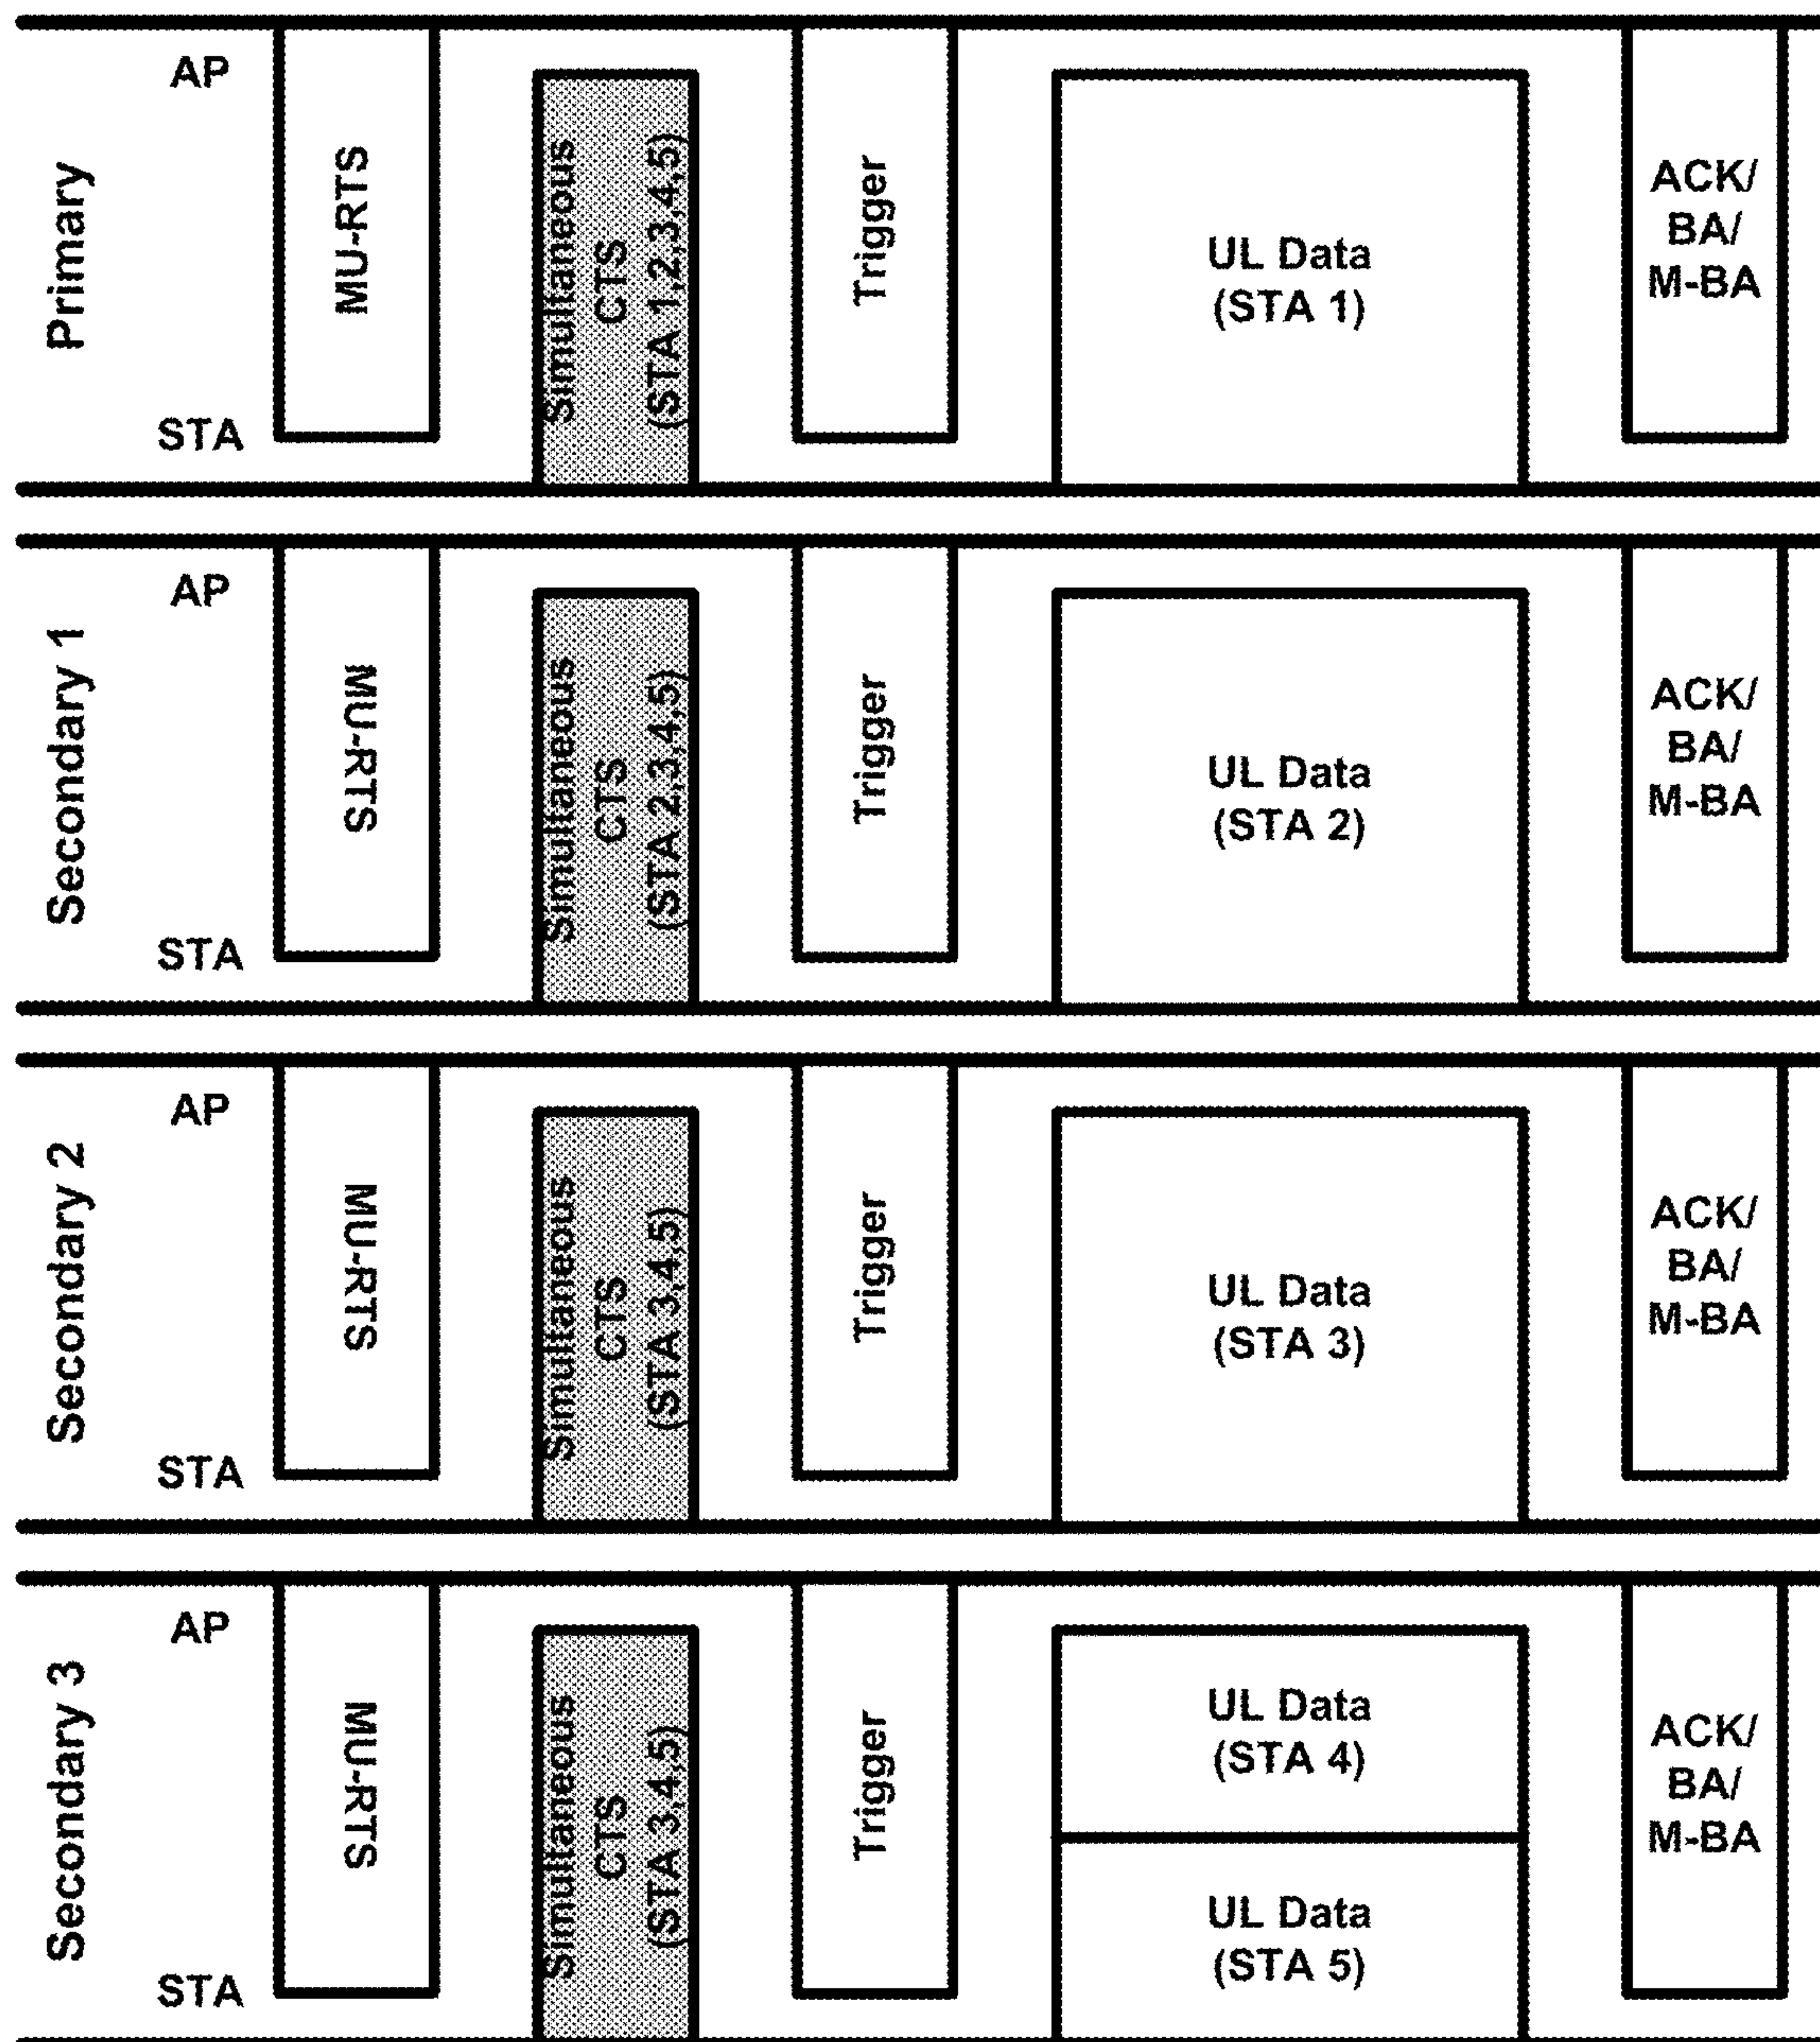 Primary
AP
STA
MU-RTS
Simultaneous
CTS
(STA 1,2,3,4,5)
Trigger
UL Data
(STA 1)
ACK/
BA/
M-BA
Secondary 1
AP
STA
MU-RTS
Simultaneous
CTS
(STA 2,3,4,5)
Trigger
UL Data
(STA 2)
ACK/
BA/
M-BA
Secondary 2
AP
STA
MU-RTS
Simultaneous
CTS
(STA 3,4,5)
Trigger
UL Data
(STA 3)
ACK/
BA/
M-BA
Secondary 3
AP
STA
MU-RTS
Simultaneous
CTS
(STA 3,4,5)
Trigger
UL Data
(STA 4)
UL Data
(STA 5)
ACK/
BA/
M-BA